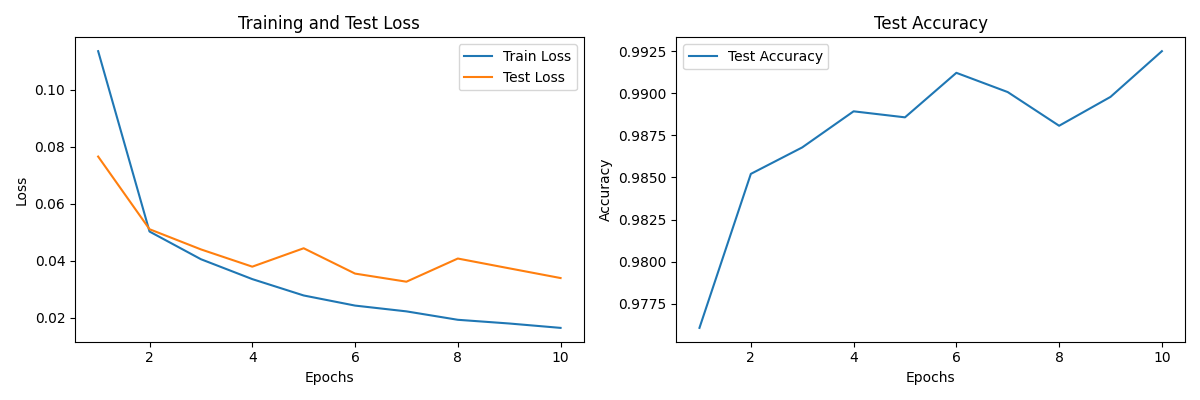 Training and Test Loss
Train Loss
Test Loss
0.10
0.08
0.06
0.04
0.02
Loss
2
4
6
8
10
Epochs
Test Accuracy
Test Accuracy
0.9925
0.9900
0.9875
0.9850
0.9825
0.9800
0.9775
Accuracy
2
4
6
8
10
Epochs